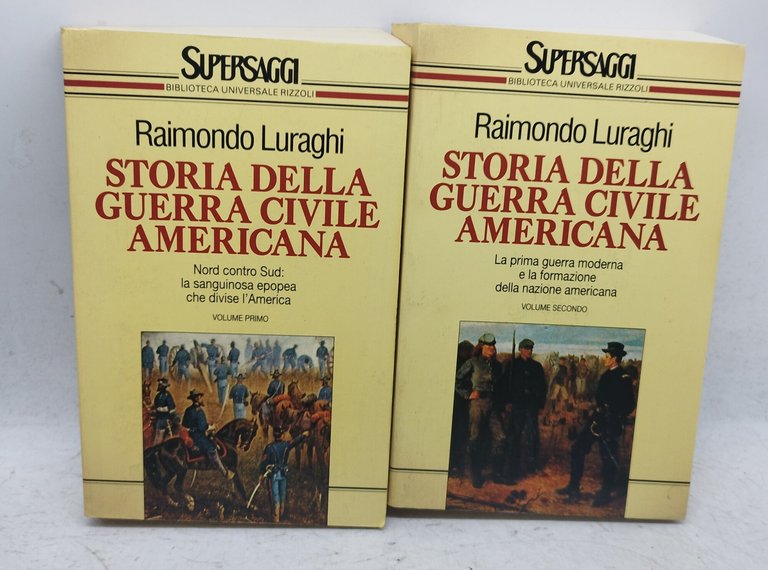 SUPERSAGGI
BIBLIOTECA UNIVERSALE RIZZOLI
Raimondo Luraghi
STORIA DELLA
GUERRA CIVILE
AMERICANA
Nord contro Sud:
la sanguinosa epopea
che divise l'America
VOLUME PRIMO
SUPERSAGGI
BIBLIOTECA UNIVERSALE RIZZOLI
Raimondo Luraghi
STORIA DELLA
GUERRA CIVILE
AMERICANA
La prima guerra moderna
e la formazione
della nazione americana
VOLUME SECONDO